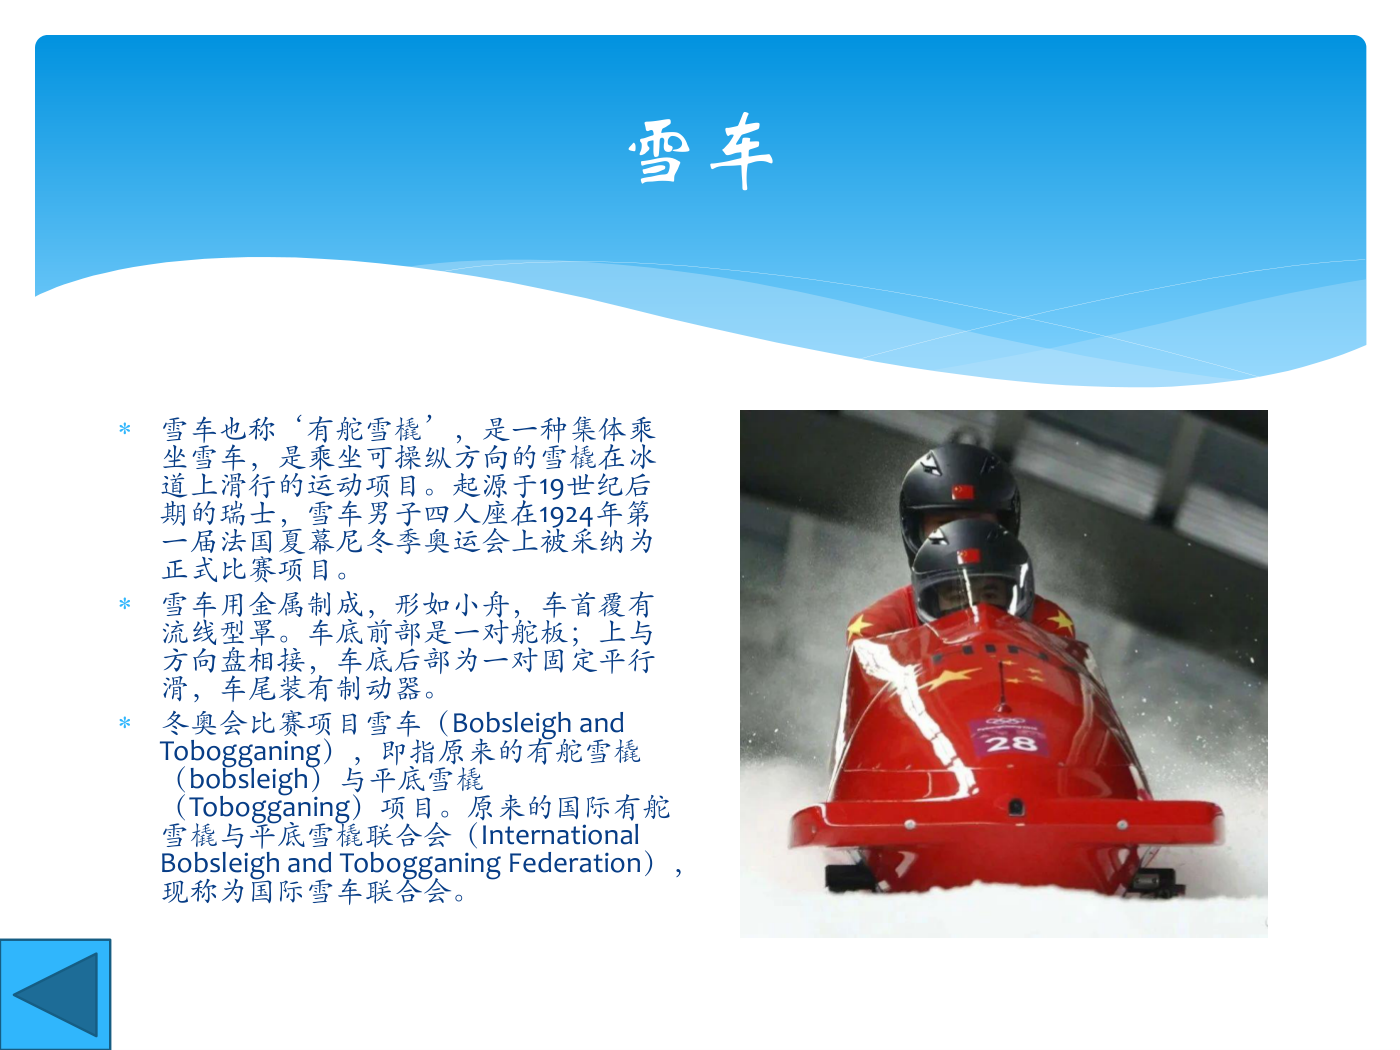 雪车
* 雪车也称‘有舵雪橇’，是一种集体乘
坐雪车，是乘坐可操纵方向的雪橇在冰
道上滑行的运动项目。起源于19世纪后
期的瑞士，雪车男子四人座在1924年第
一届法国夏幕尼冬季奥运会上被采纳为
正式比赛项目。
* 雪车用金属制成，形如小舟，车首覆有
流线型罩。车底前部是一对舵板；上与
方向盘相接，车底后部为一对固定平行
滑，车尾装有制动器。
* 冬奥会比赛项目雪车（Bobsleigh and
Tobogganing），即指原来的有舵雪橇
（bobsleigh）与平底雪橇
（Tobogganing）项目。原来的国际有舵
雪橇与平底雪橇联合会（International
Bobsleigh and Tobogganing Federation），
现称为国际雪车联合会。
28